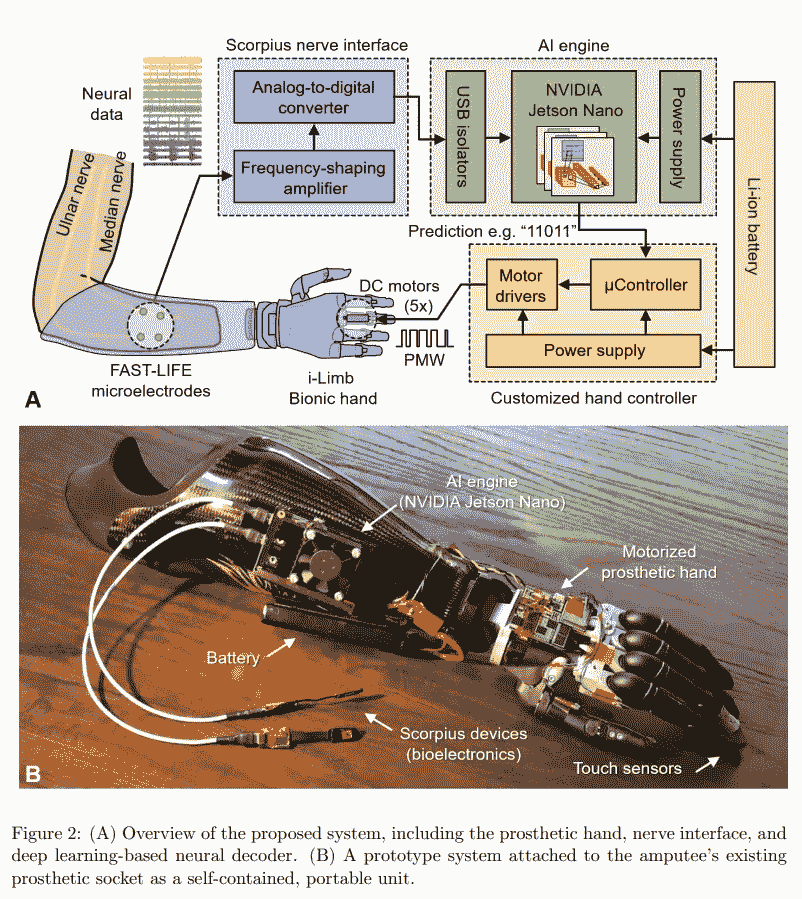 Scorpius nerve interface
AI engine
Neural
data
Analog-to-digital
converter
Frequency-shaping
amplifier
USB isolators
NVIDIA
Jetson Nano
Power supply
Li-ion battery
Ulnar nerve
Median nerve
Prediction e.g. "11011"
DC motors
(5x)
Motor
drivers
µController
PMW
Power supply
FAST-LIFE
microelectrodes
i-Limb
Bionic hand
Customized hand controller
A
AI engine
(NVIDIA Jetson Nano)
Motorized
prosthetic hand
Battery
Scorpius devices
(bioelectronics)
Touch sensors
B
Figure 2: (A) Overview of the proposed system, including the prosthetic hand, nerve interface, and
deep learning-based neural decoder. (B) A prototype system attached to the amputee's existing
prosthetic socket as a self-contained, portable unit.